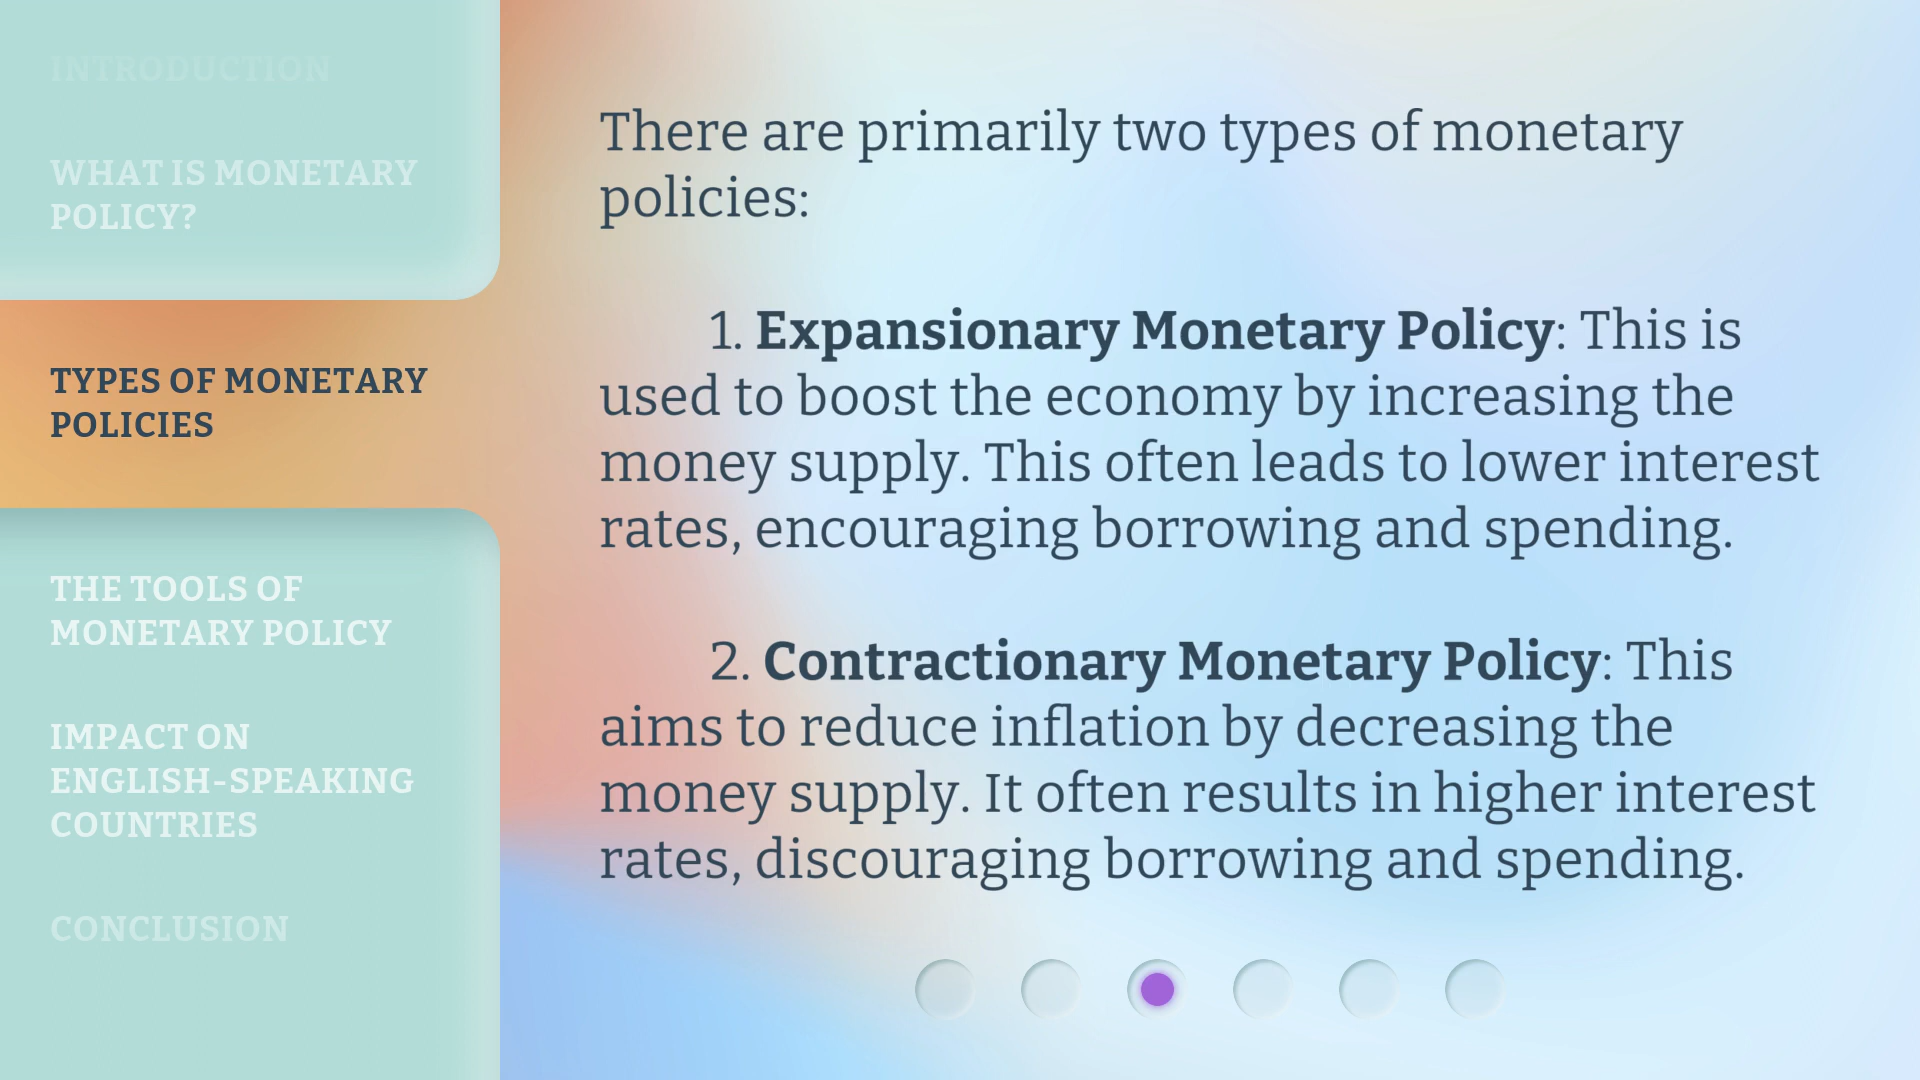 INTRODUCTION
WHAT IS MONETARY
POLICY?
TYPES OF MONETARY
POLICIES
THE TOOLS OF
MONETARY POLICY
IMPACT ON
ENGLISH-SPEAKING
COUNTRIES
CONCLUSION
There are primarily two types of monetary
policies:
1. Expansionary Monetary Policy: This is
used to boost the economy by increasing the
money supply. This often leads to lower interest
rates, encouraging borrowing and spending.
2. Contractionary Monetary Policy: This
aims to reduce inflation by decreasing the
money supply. It often results in higher interest
rates, discouraging borrowing and spending.